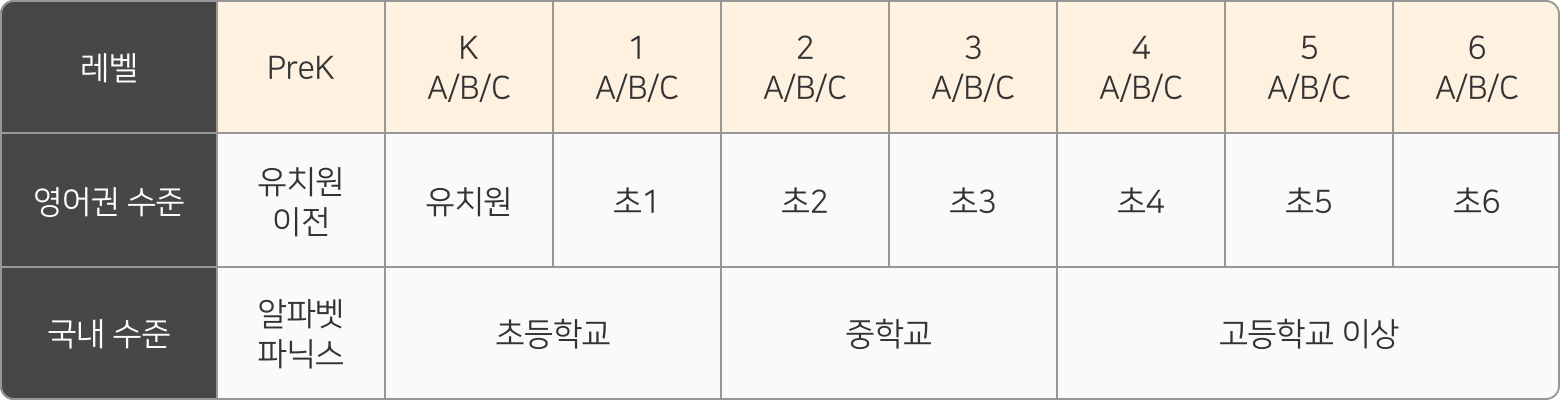 레벨
PreK
K
A/B/C
1
A/B/C
2
A/B/C
3
A/B/C
4
A/B/C
5
A/B/C
6
A/B/C
영어권 수준
유치원
이전
유치원
초1
초2
초3
초4
초5
초6
국내 수준
알파벳
파닉스
초등학교
중학교
고등학교 이상